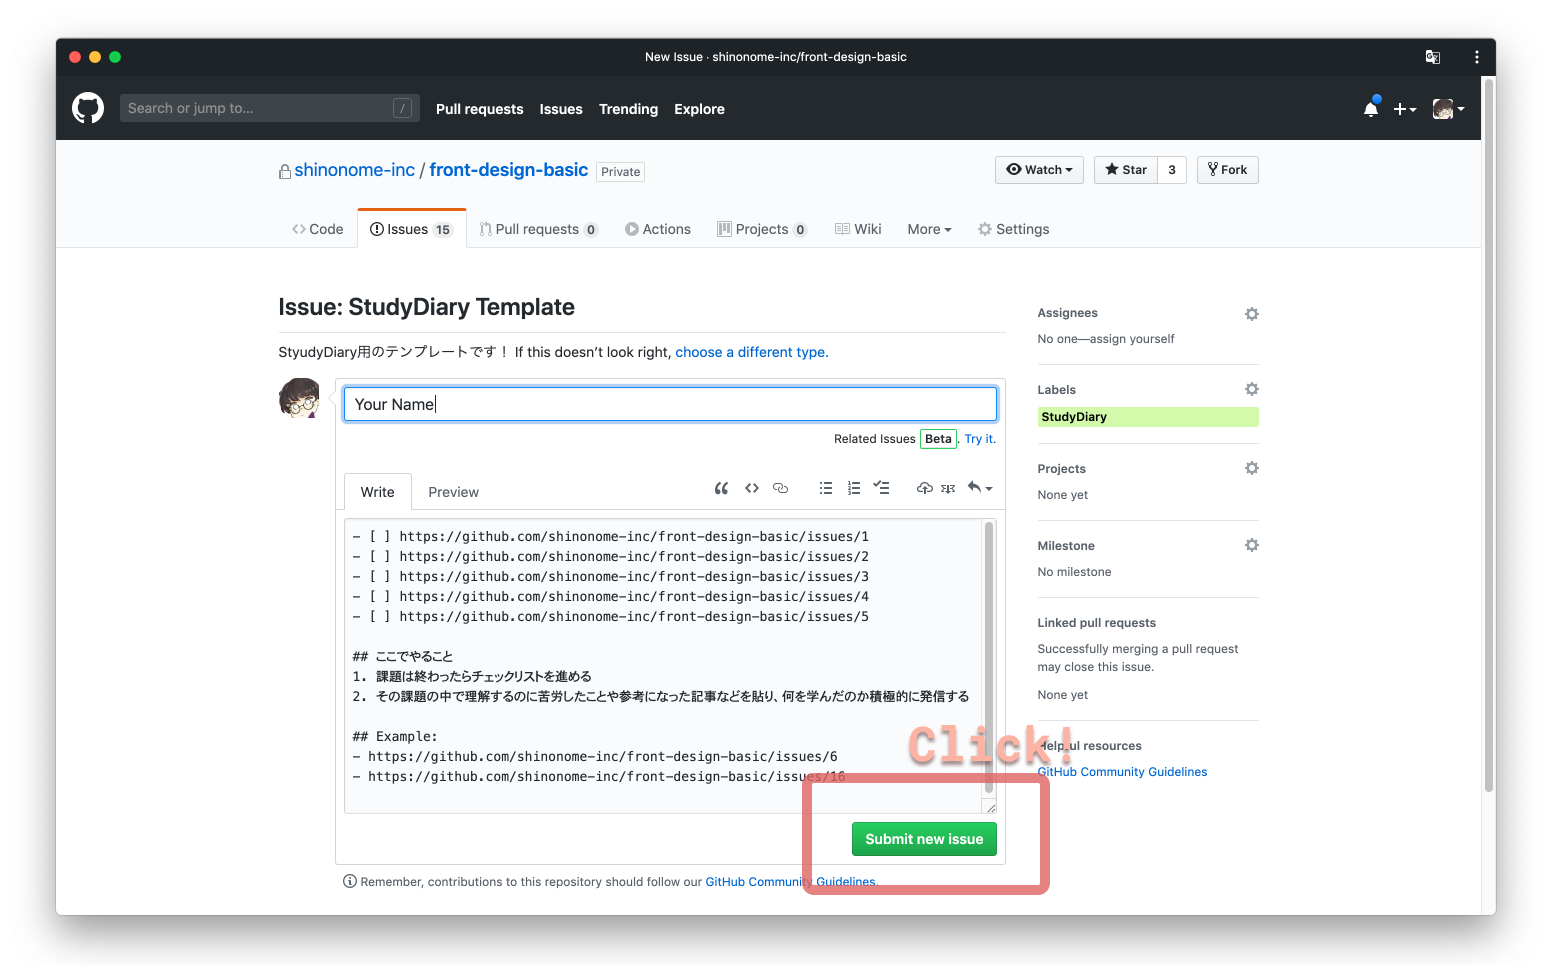 New Issue · shinonome-inc/front-design-basic
Search or jump to... /
Pull requests Issues Trending Explore
shinonome-inc / front-design-basic Private
Watch Star 3 Fork
Code Issues 15 Pull requests 0 Actions Projects 0 Wiki More Settings
Issue: StudyDiary Template
StyudyDiary用のテンプレートです！ If this doesn’t look right, choose a different type.
Your Name
Related Issues Beta. Try it.
Write Preview
- [ ] https://github.com/shinonome-inc/front-design-basic/issues/1
- [ ] https://github.com/shinonome-inc/front-design-basic/issues/2
- [ ] https://github.com/shinonome-inc/front-design-basic/issues/3
- [ ] https://github.com/shinonome-inc/front-design-basic/issues/4
- [ ] https://github.com/shinonome-inc/front-design-basic/issues/5
## ここでやること
1. 課題は終わったらチェックリストを進める
2. その課題の中で理解するのに苦労したことや参考になった記事などを貼り、何を学んだのか積極的に発信する
## Example:
- https://github.com/shinonome-inc/front-design-basic/issues/6
- https://github.com/shinonome-inc/front-design-basic/issues/16
Click!
Submit new issue
Remember, contributions to this repository should follow our GitHub Community Guidelines.
Assignees
No one—assign yourself
Labels
StudyDiary
Projects
None yet
Milestone
No milestone
Linked pull requests
Successfully merging a pull request
may close this issue.
None yet
Helpful resources
GitHub Community Guidelines